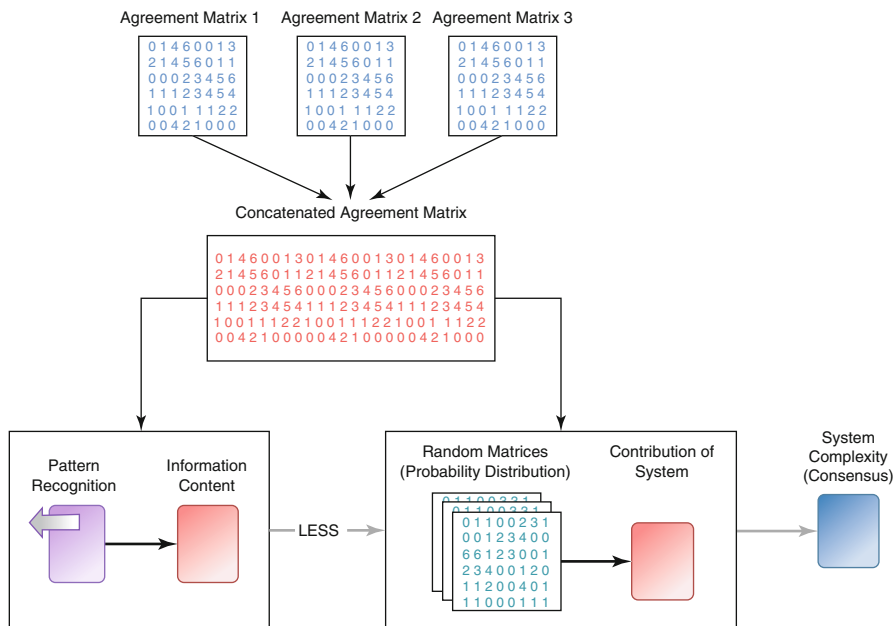 Agreement Matrix 1
Agreement Matrix 2
Agreement Matrix 3
0 1 4 6 0 0 1 3
2 1 4 5 6 0 1 1
0 0 0 2 3 4 5 6
1 1 1 2 3 4 5 4
1 0 0 1 1 1 2 2
0 0 4 2 1 0 0 0
0 1 4 6 0 0 1 3
2 1 4 5 6 0 1 1
0 0 0 2 3 4 5 6
1 1 1 2 3 4 5 4
1 0 0 1 1 1 2 2
0 0 4 2 1 0 0 0
0 1 4 6 0 0 1 3
2 1 4 5 6 0 1 1
0 0 0 2 3 4 5 6
1 1 1 2 3 4 5 4
1 0 0 1 1 1 2 2
0 0 4 2 1 0 0 0
Concatenated Agreement Matrix
0 1 4 6 0 0 1 3 0 1 4 6 0 0 1 3 0 1 4 6 0 0 1 3
2 1 4 5 6 0 1 1 2 1 4 5 6 0 1 1 2 1 4 5 6 0 1 1
0 0 0 2 3 4 5 6 0 0 0 2 3 4 5 6 0 0 0 2 3 4 5 6
1 1 1 2 3 4 5 4 1 1 1 2 3 4 5 4 1 1 1 2 3 4 5 4
1 0 0 1 1 1 2 2 1 0 0 1 1 1 2 2 1 0 0 1 1 1 2 2
0 0 4 2 1 0 0 0 0 0 4 2 1 0 0 0 0 0 4 2 1 0 0 0
Pattern
Recognition
Information
Content
LESS
Random Matrices
(Probability Distribution)
0 1 1 0 0 2 3 1
0 1 1 0 0 2 3 1
0 1 1 0 0 2 3 1
0 0 1 2 3 4 0 0
6 6 1 2 3 0 0 1
2 3 4 0 0 1 2 0
1 1 2 0 0 4 0 1
1 1 0 0 0 1 1 1
Contribution of
System
System
Complexity
(Consensus)